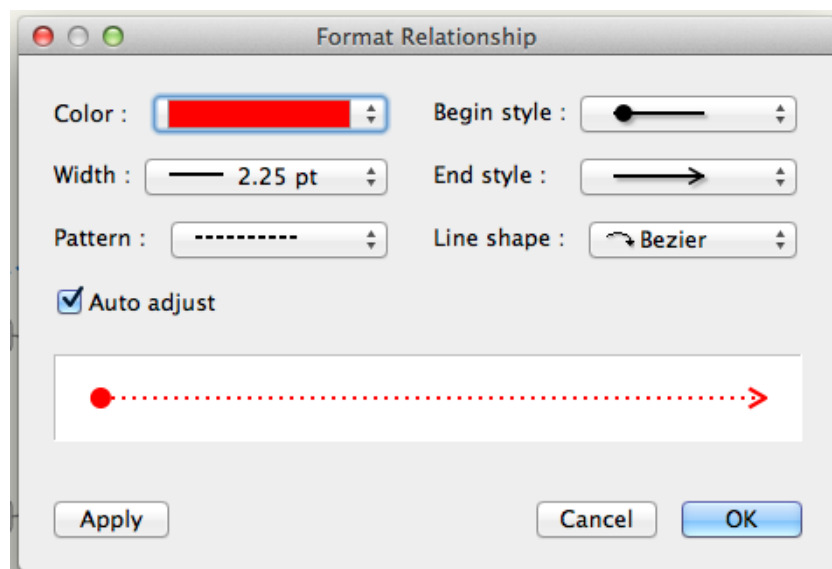 Format Relationship
Color :
Begin style :
Width : 2.25 pt
End style :
Pattern :
Line shape : Bezier
Auto adjust
Apply
Cancel
OK